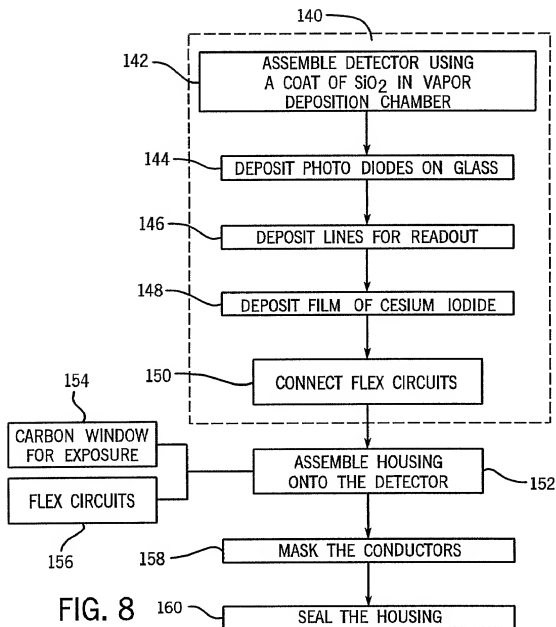 140
142
ASSEMBLE DETECTOR USING
A COAT OF SiO2 IN VAPOR
DEPOSITION CHAMBER
144
DEPOSIT PHOTO DIODES ON GLASS
146
DEPOSIT LINES FOR READOUT
148
DEPOSIT FILM OF CESIUM IODIDE
150
CONNECT FLEX CIRCUITS
154
CARBON WINDOW
FOR EXPOSURE
FLEX CIRCUITS
156
ASSEMBLE HOUSING
ONTO THE DETECTOR
152
158
MASK THE CONDUCTORS
FIG. 8
160
SEAL THE HOUSING